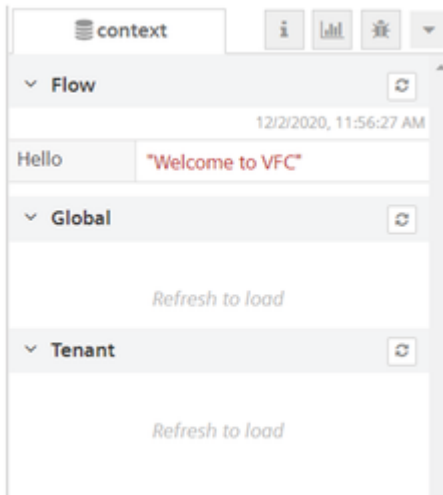 context
Flow
12/2/2020, 11:56:27 AM
Hello "Welcome to VFC"
Global
Refresh to load
Tenant
Refresh to load